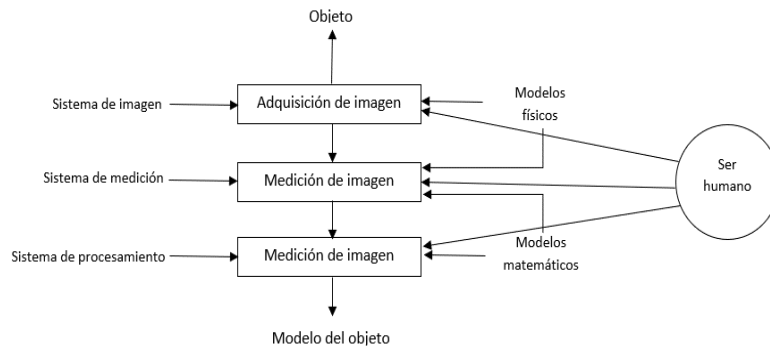 Objeto
Sistema de imagen
Adquisición de imagen
Modelos
físicos
Sistema de medición
Medición de imagen
Ser
humano
Sistema de procesamiento
Medición de imagen
Modelos
matemáticos
Modelo del objeto